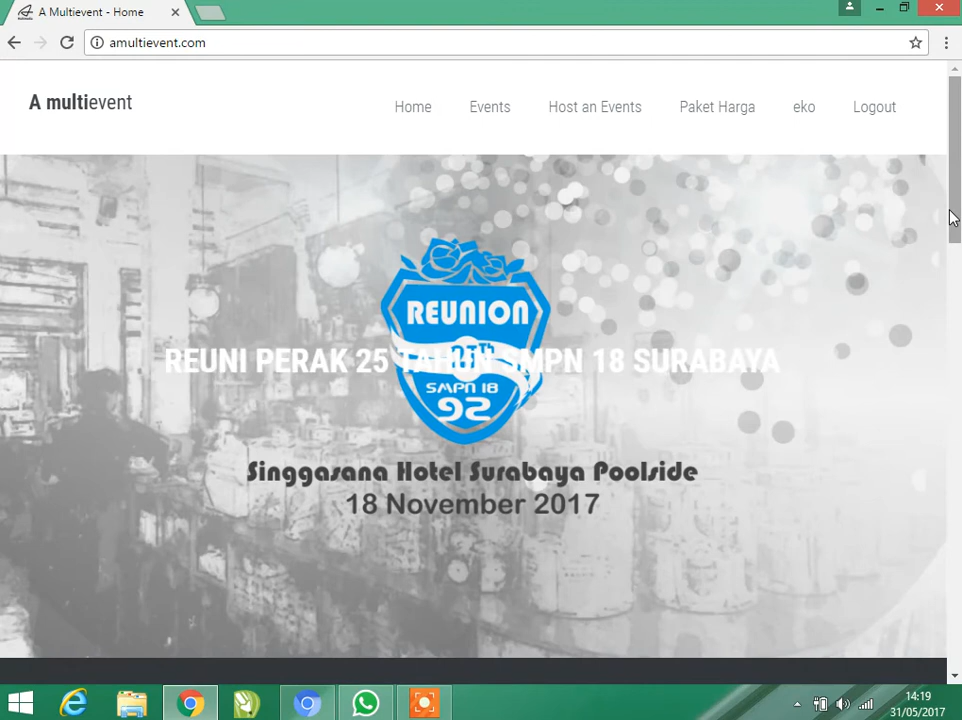 A Multievent - Home
amultievent.com
A multievent
Home
Events
Host an Events
Paket Harga
eko
Logout
REUNION
REUNI PERAK 25 TAHUN SMPN 18 SURABAYA
SMPN 18
92
Singgasana Hotel Surabaya Poolside
18 November 2017
14:19
31/05/2017